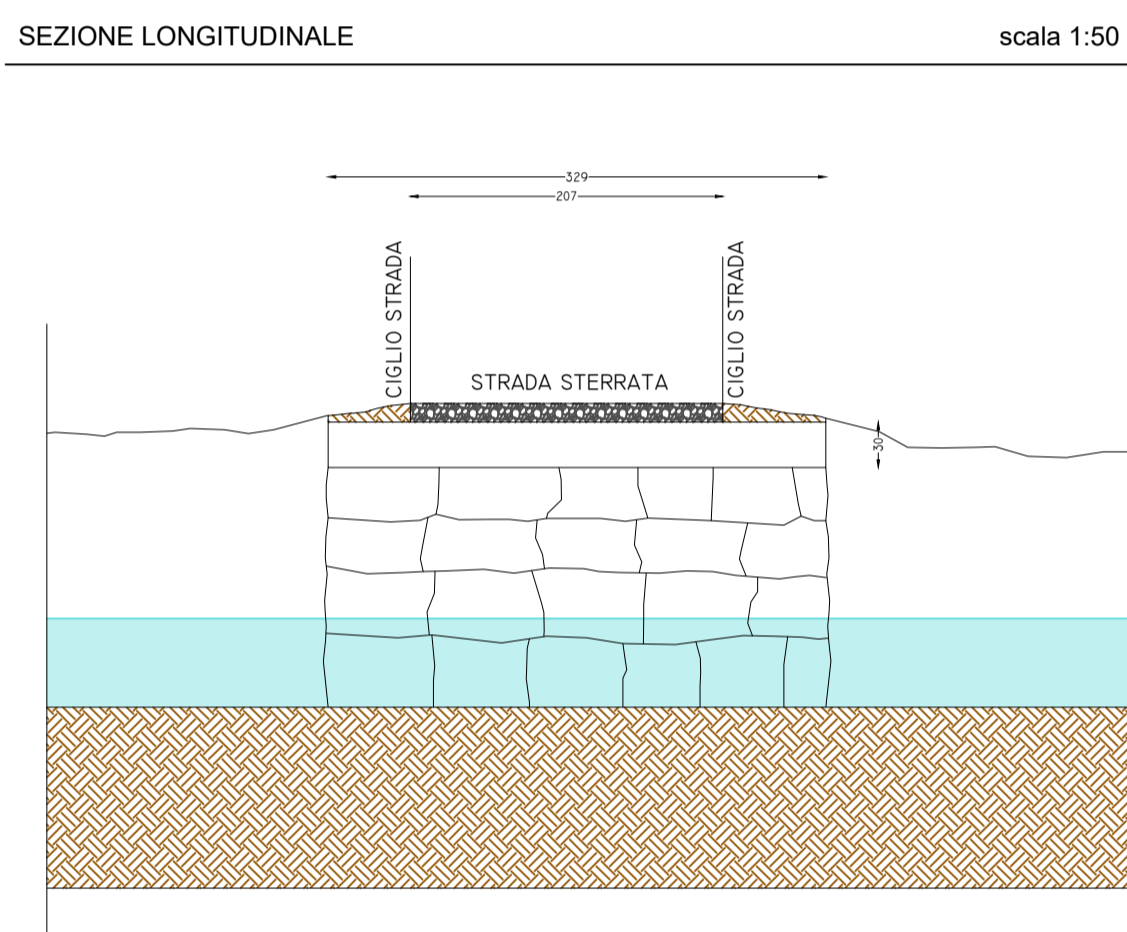 SEZIONE LONGITUDINALE
scala 1:50
329
207
CIGLIO STRADA
CIGLIO STRADA
STRADA STERRATA
30